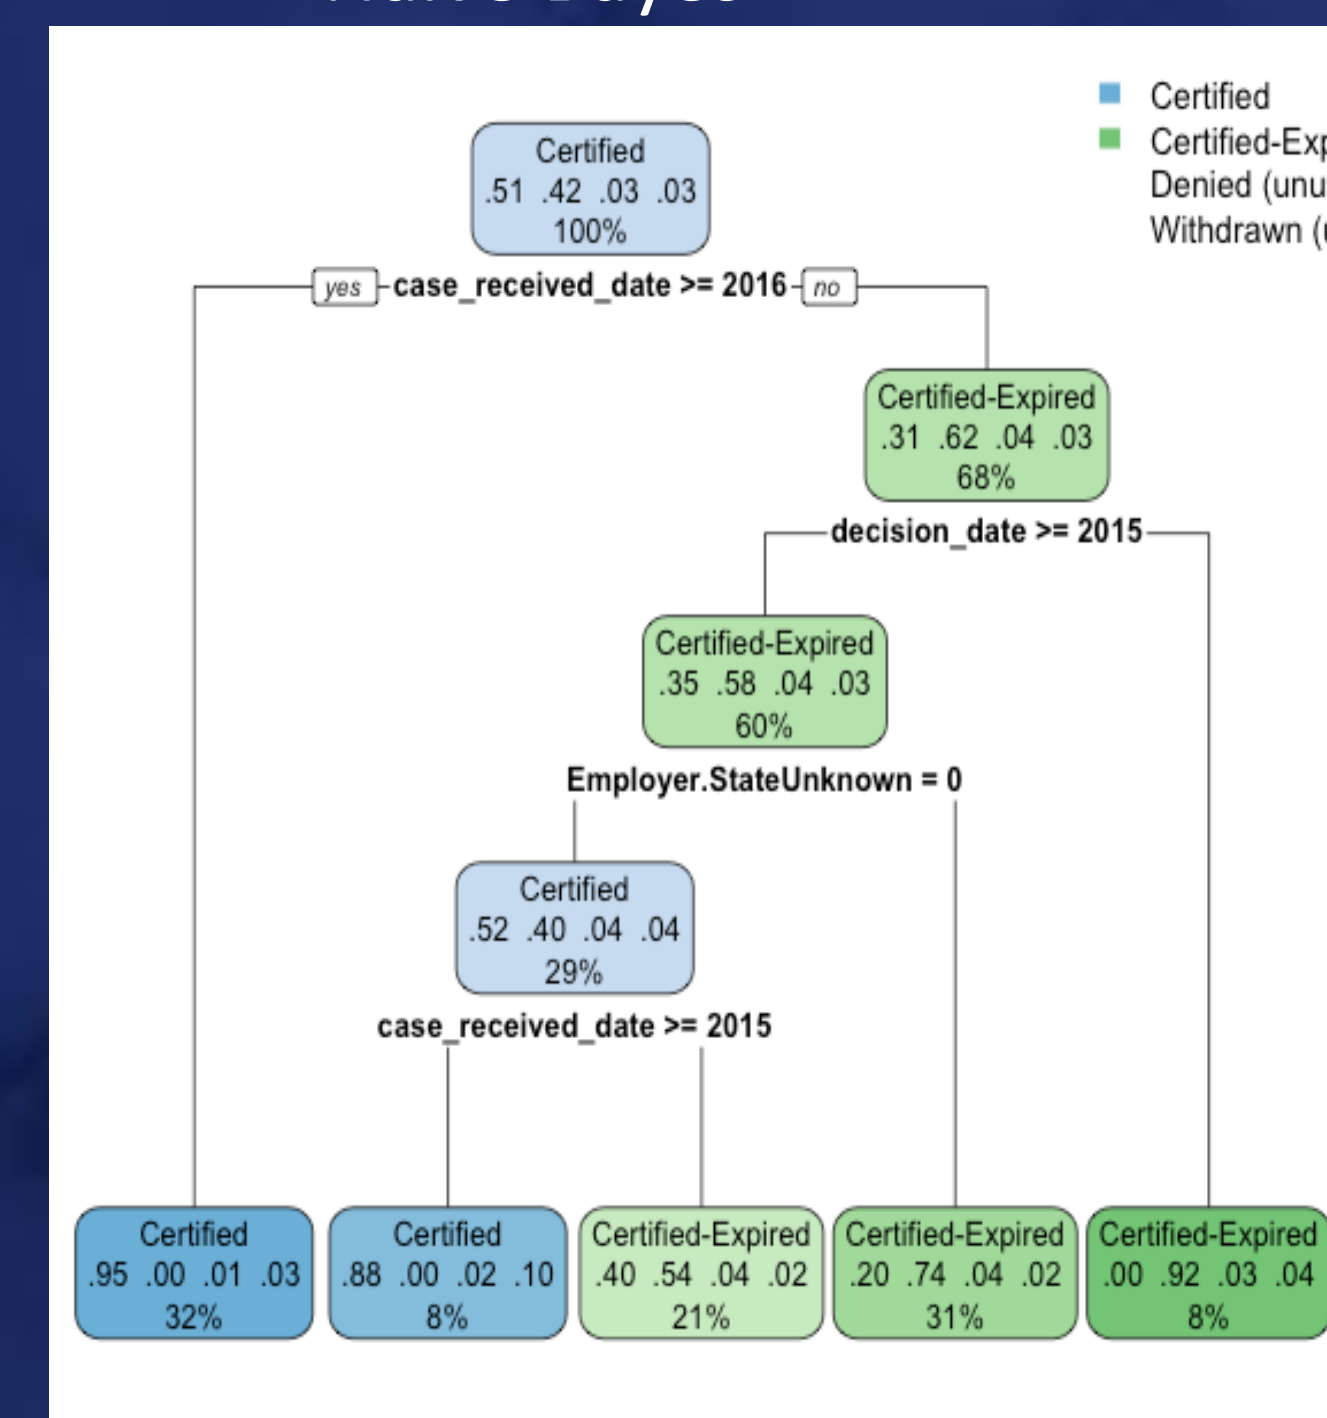 Certified
Certified-Exp
Denied (unu
Withdrawn (
Certified
.51 .42 .03 .03
100%
yes case_received_date >= 2016 no
Certified-Expired
.31 .62 .04 .03
68%
decision_date >= 2015
Certified-Expired
.35 .58 .04 .03
60%
Employer.StateUnknown = 0
Certified
.52 .40 .04 .04
29%
case_received_date >= 2015
Certified
.95 .00 .01 .03
32%
Certified
.88 .00 .02 .10
8%
Certified-Expired
.40 .54 .04 .02
21%
Certified-Expired
.20 .74 .04 .02
31%
Certified-Expired
.00 .92 .03 .04
8%